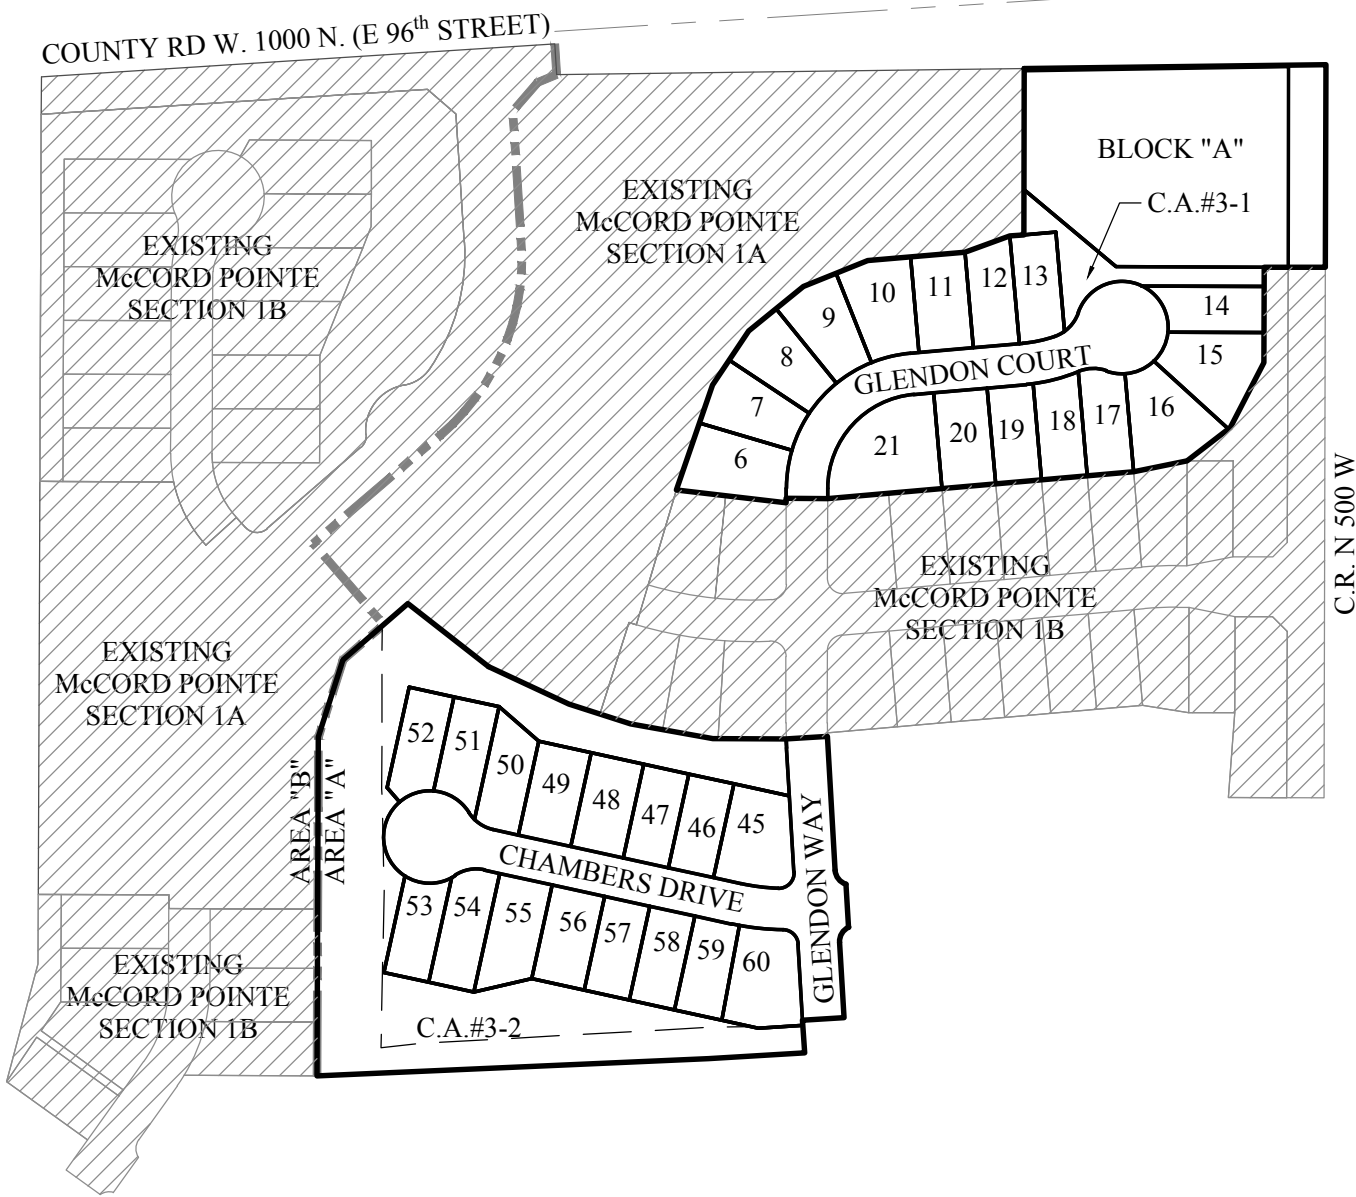 COUNTY RD W. 1000 N. (E 96th STREET)
BLOCK "A"
C.A.#3-1
EXISTING
McCORD POINTE
SECTION 1A
EXISTING
McCORD POINTE
SECTION 1B
6
7
8
9
10
11
12
13
14
15
16
17
18
19
20
21
GLENDON COURT
C.R. N 500 W
EXISTING
McCORD POINTE
SECTION 1B
EXISTING
McCORD POINTE
SECTION 1A
AREA "B"
AREA "A"
52
51
50
49
48
47
46
45
CHAMBERS DRIVE
GLENDON WAY
53
54
55
56
57
58
59
60
EXISTING
McCORD POINTE
SECTION 1B
C.A.#3-2